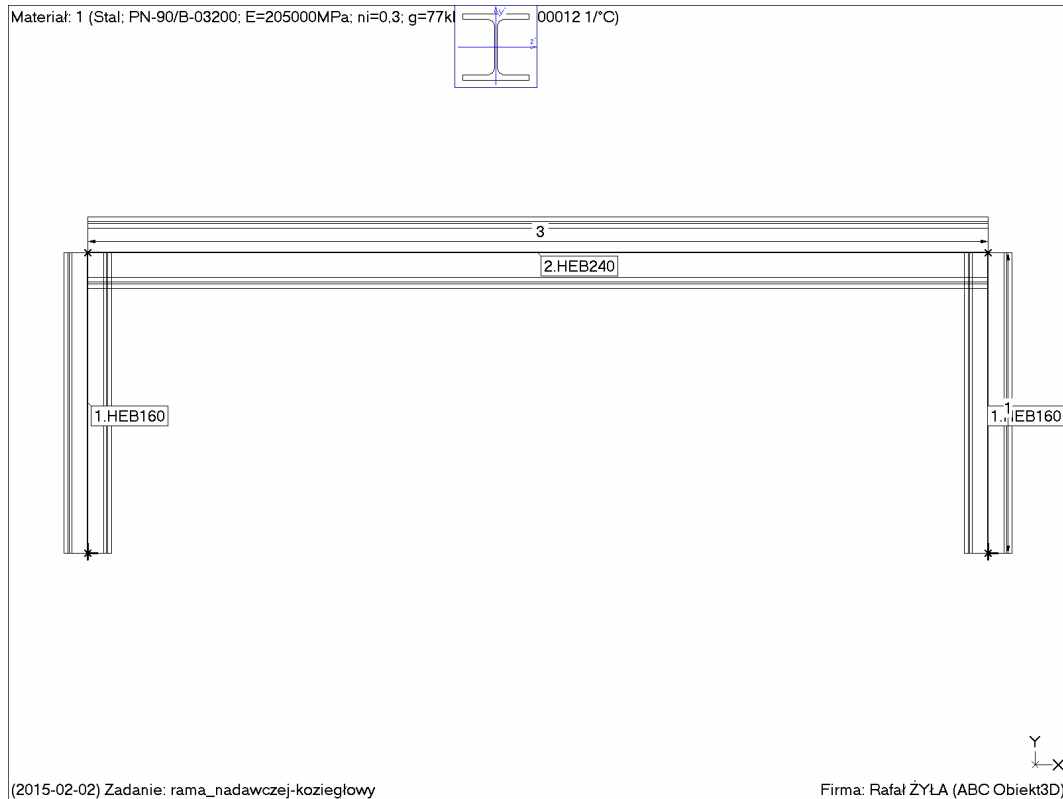 Materiał: 1 (Stal; PN-90/B-03200; E=205000MPa; ni=0,3; g=77k 00012 1/°C)
y'
z'
3
2.HEB240
1.HEB160
1
1. EB160
Y
X
(2015-02-02) Zadanie: rama_nadawczej-koziegłowy
Firma: Rafał ŻYŁA (ABC Obiekt3D)